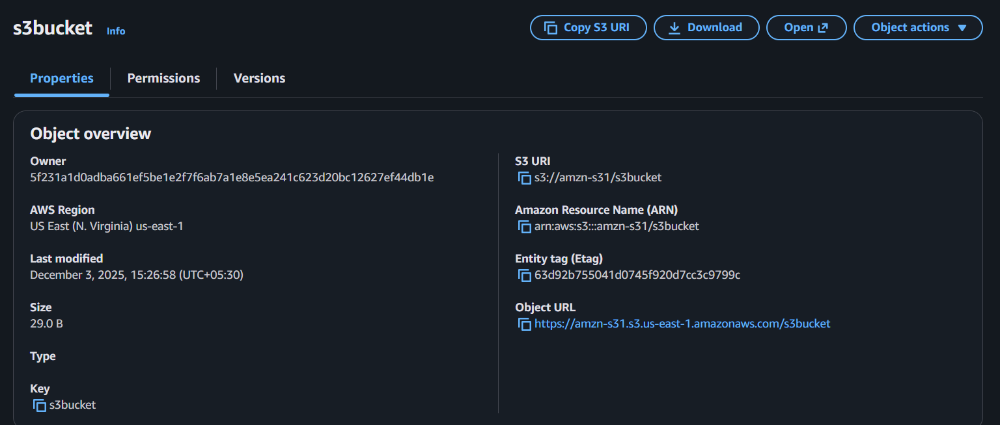 s3bucket Info
Copy S3 URI
Download
Open
Object actions
Properties
Permissions
Versions
Object overview
Owner
5f231a1d0adba661ef5be1e2f7f6ab7a1e8e5ea241c623d20bc12627ef44db1e
AWS Region
US East (N. Virginia) us-east-1
Last modified
December 3, 2025, 15:26:58 (UTC+05:30)
Size
29.0 B
Type
Key
s3bucket
S3 URI
s3://amzn-s31/s3bucket
Amazon Resource Name (ARN)
arn:aws:s3:::amzn-s31/s3bucket
Entity tag (Etag)
63d92b755041d0745f920d7cc3c9799c
Object URL
https://amzn-s31.s3.us-east-1.amazonaws.com/s3bucket